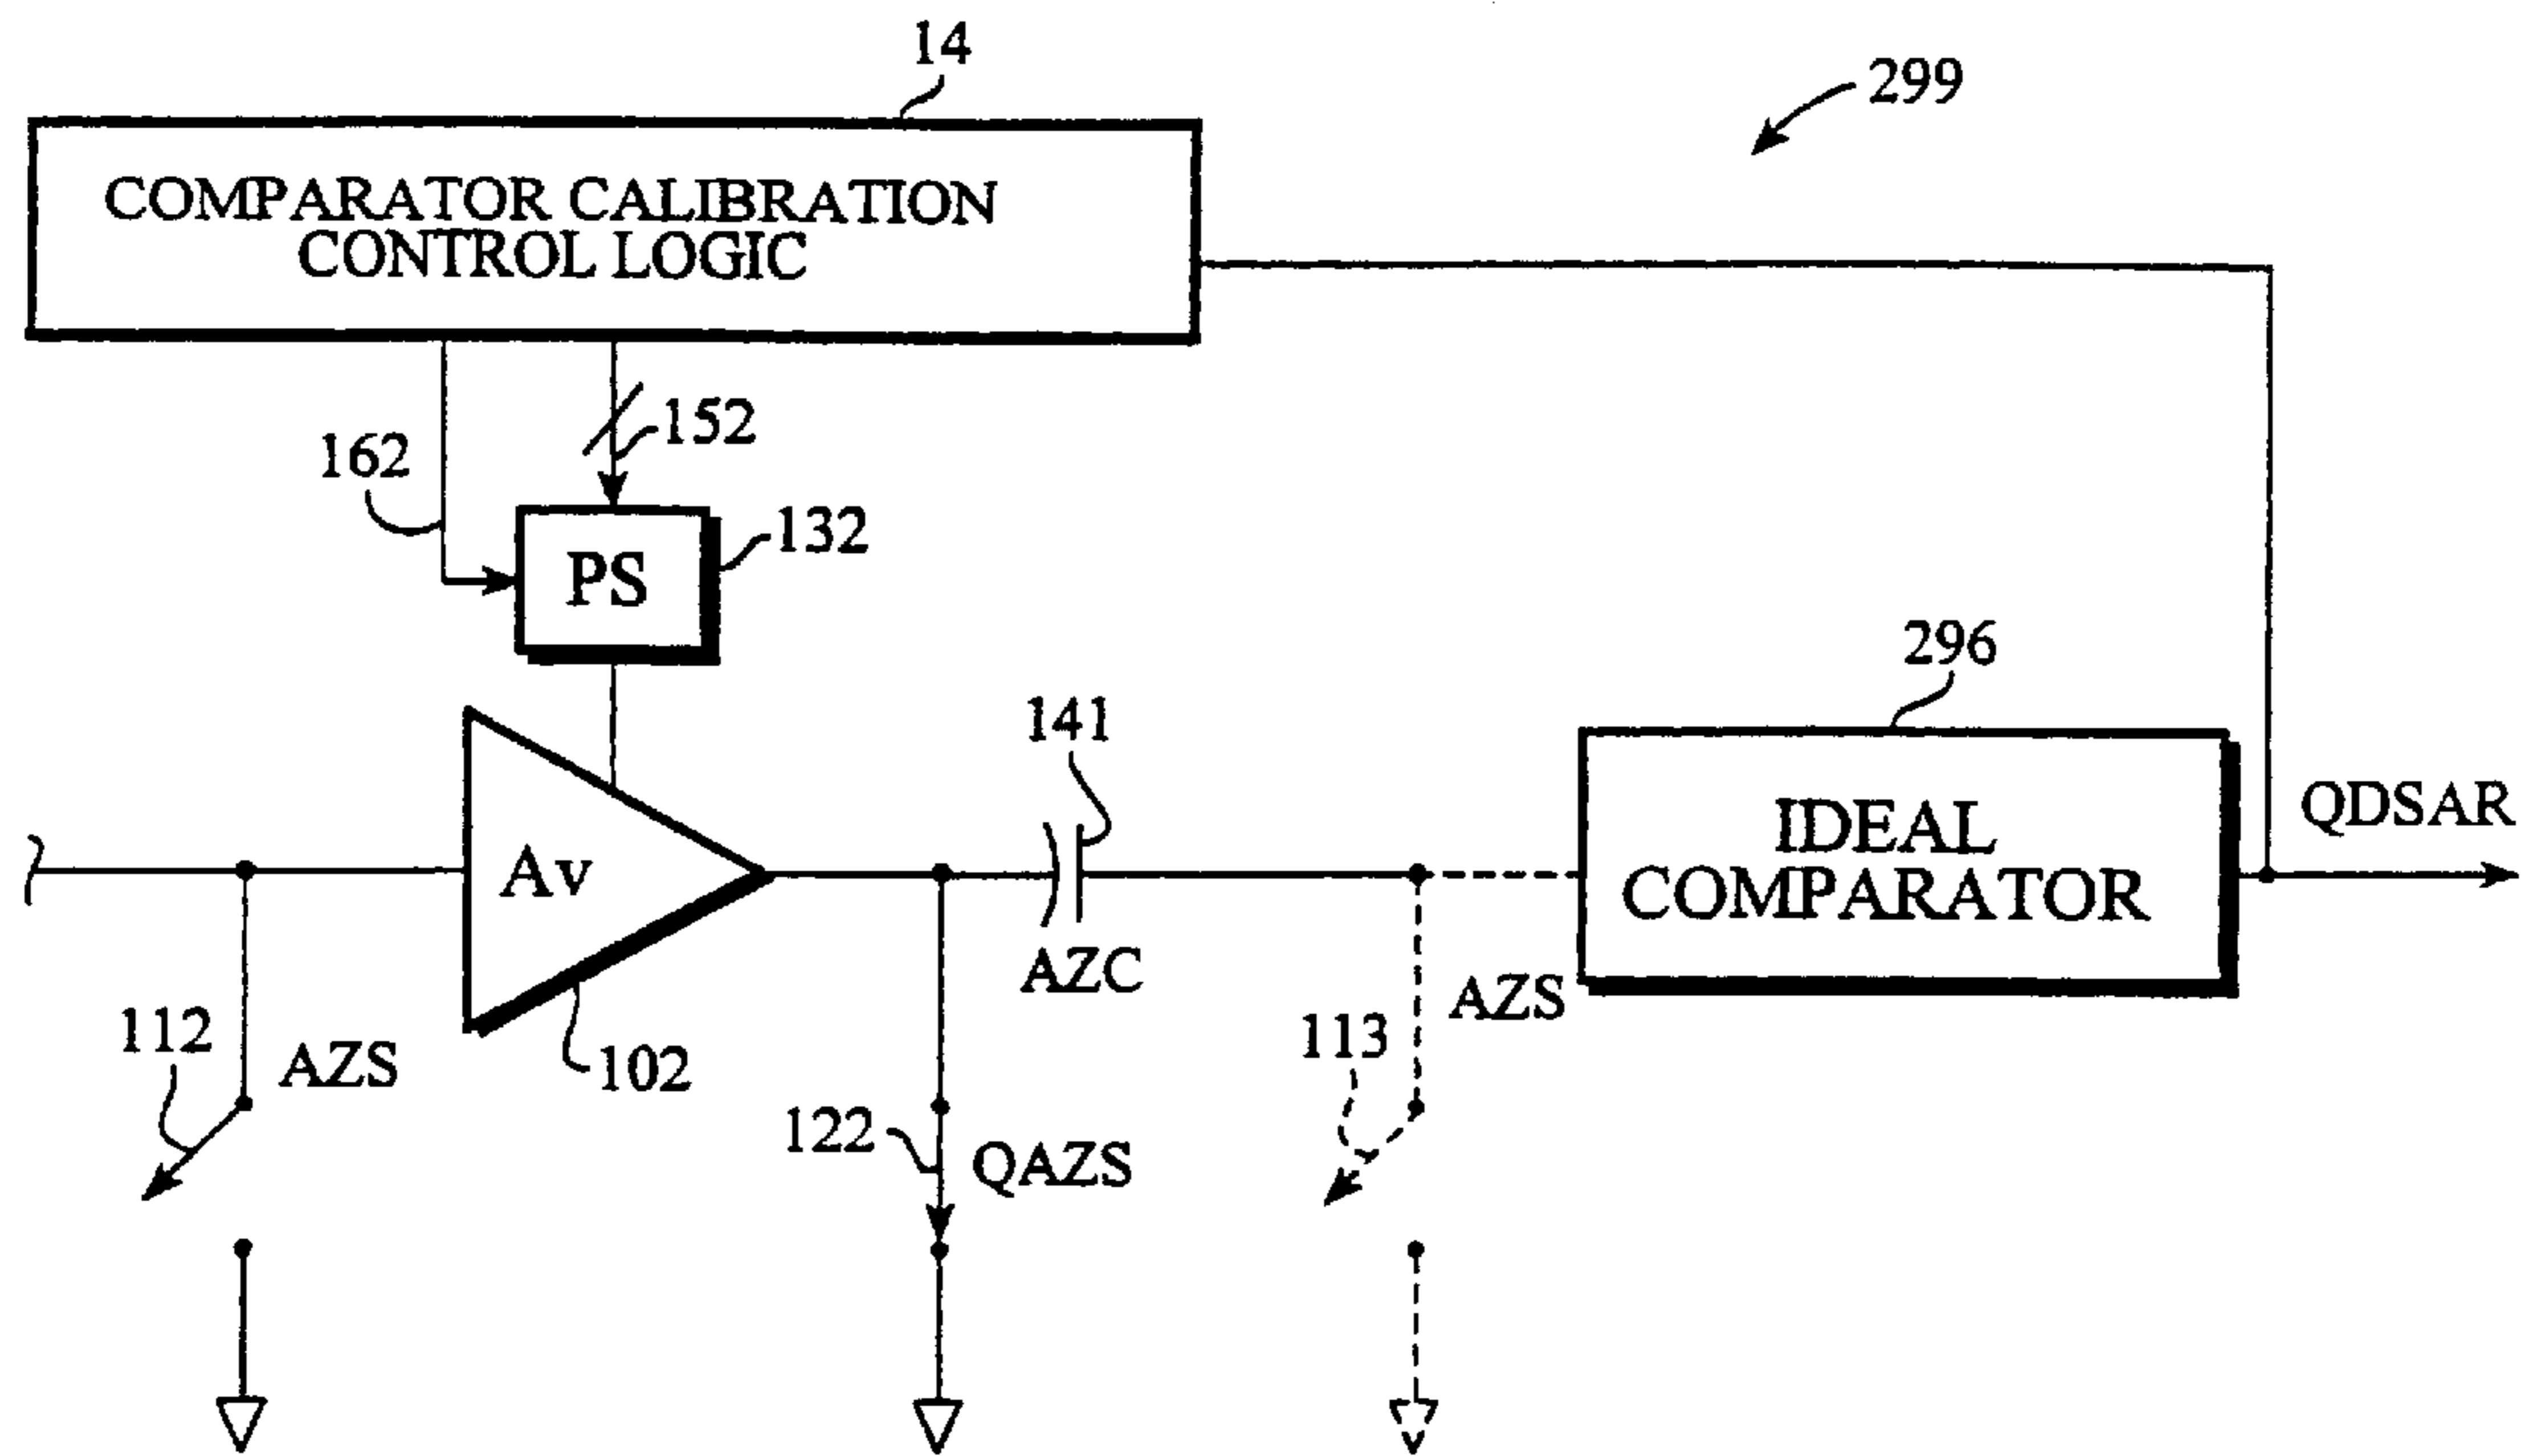 14
299
COMPARATOR CALIBRATION
CONTROL LOGIC
152
162
PS
132
296
141
IDEAL
COMPARATOR
QDSAR
Av
AZC
AZS
112
AZS
102
113
122
QAZS